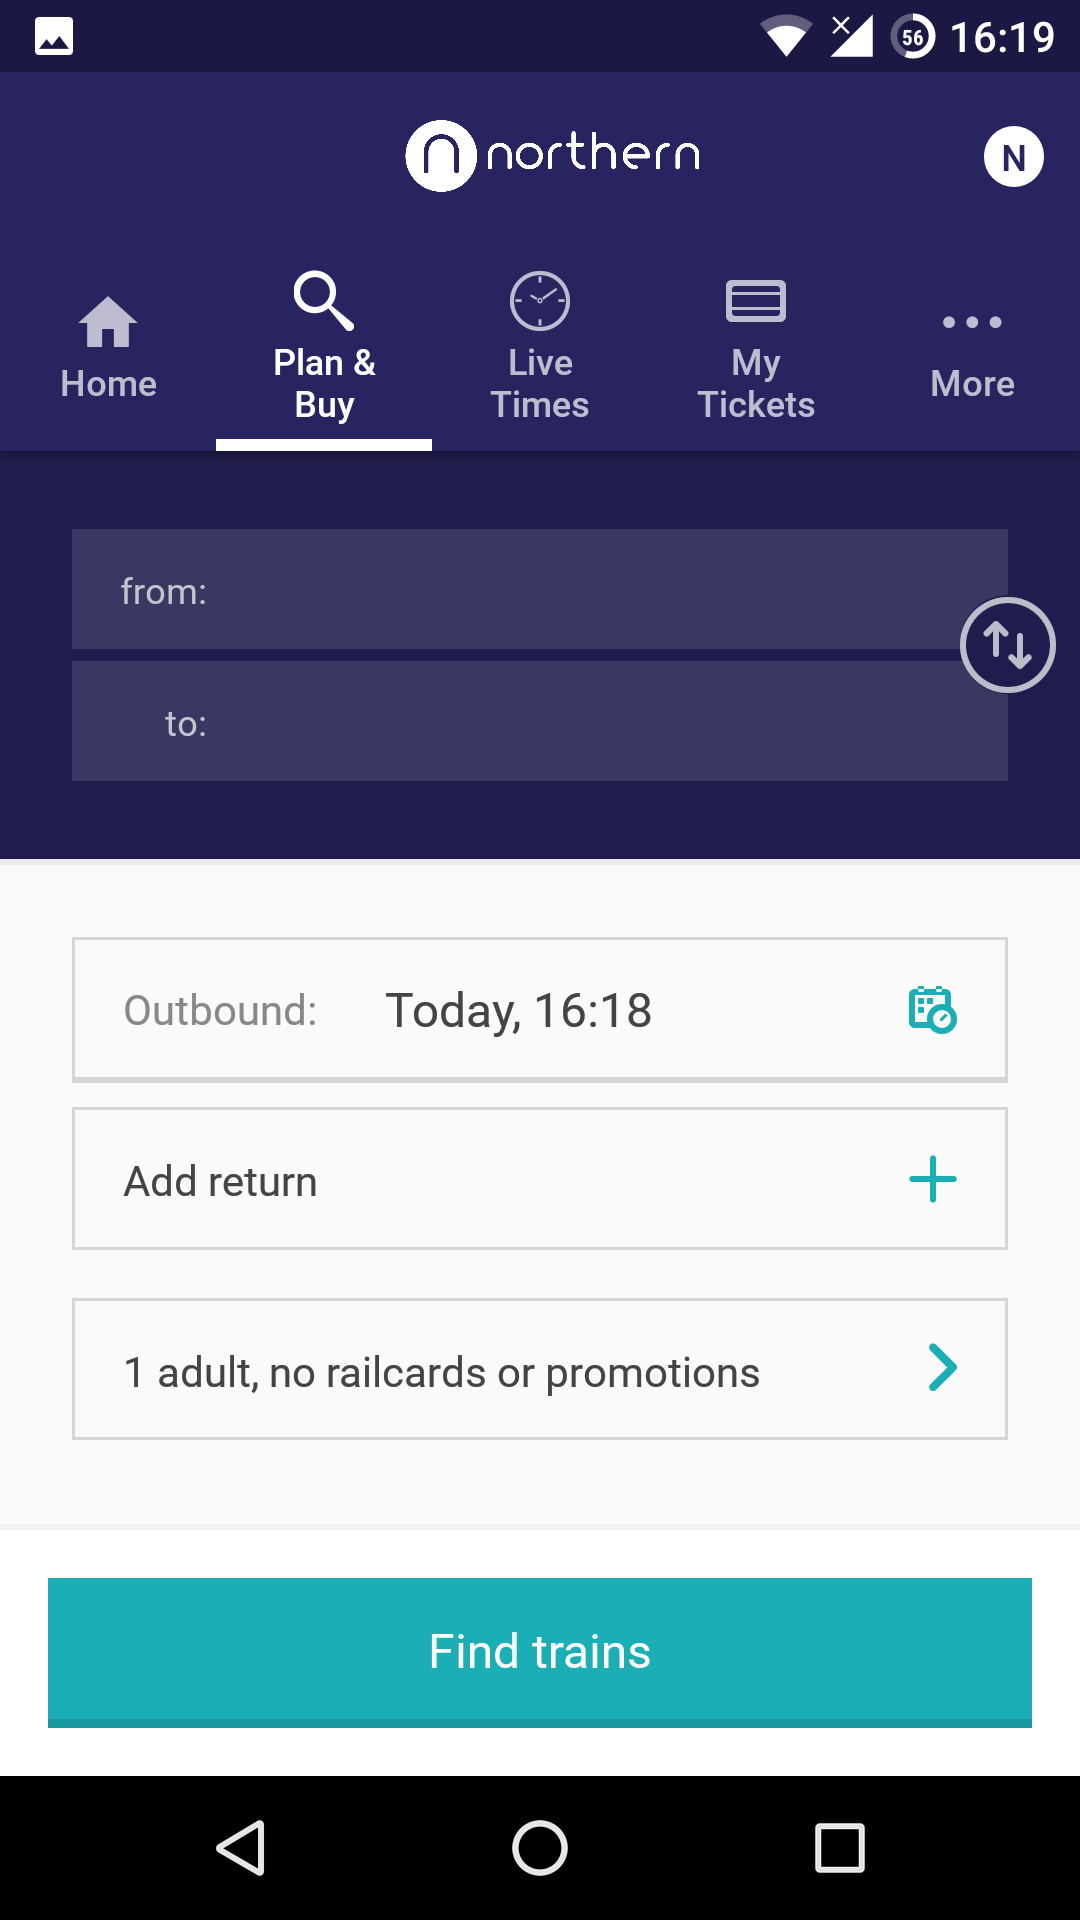 56 16:19
northern
N
Home
Plan &
Buy
Live
Times
My
Tickets
More
from:
to:
Outbound: Today, 16:18
Add return
1 adult, no railcards or promotions
Find trains